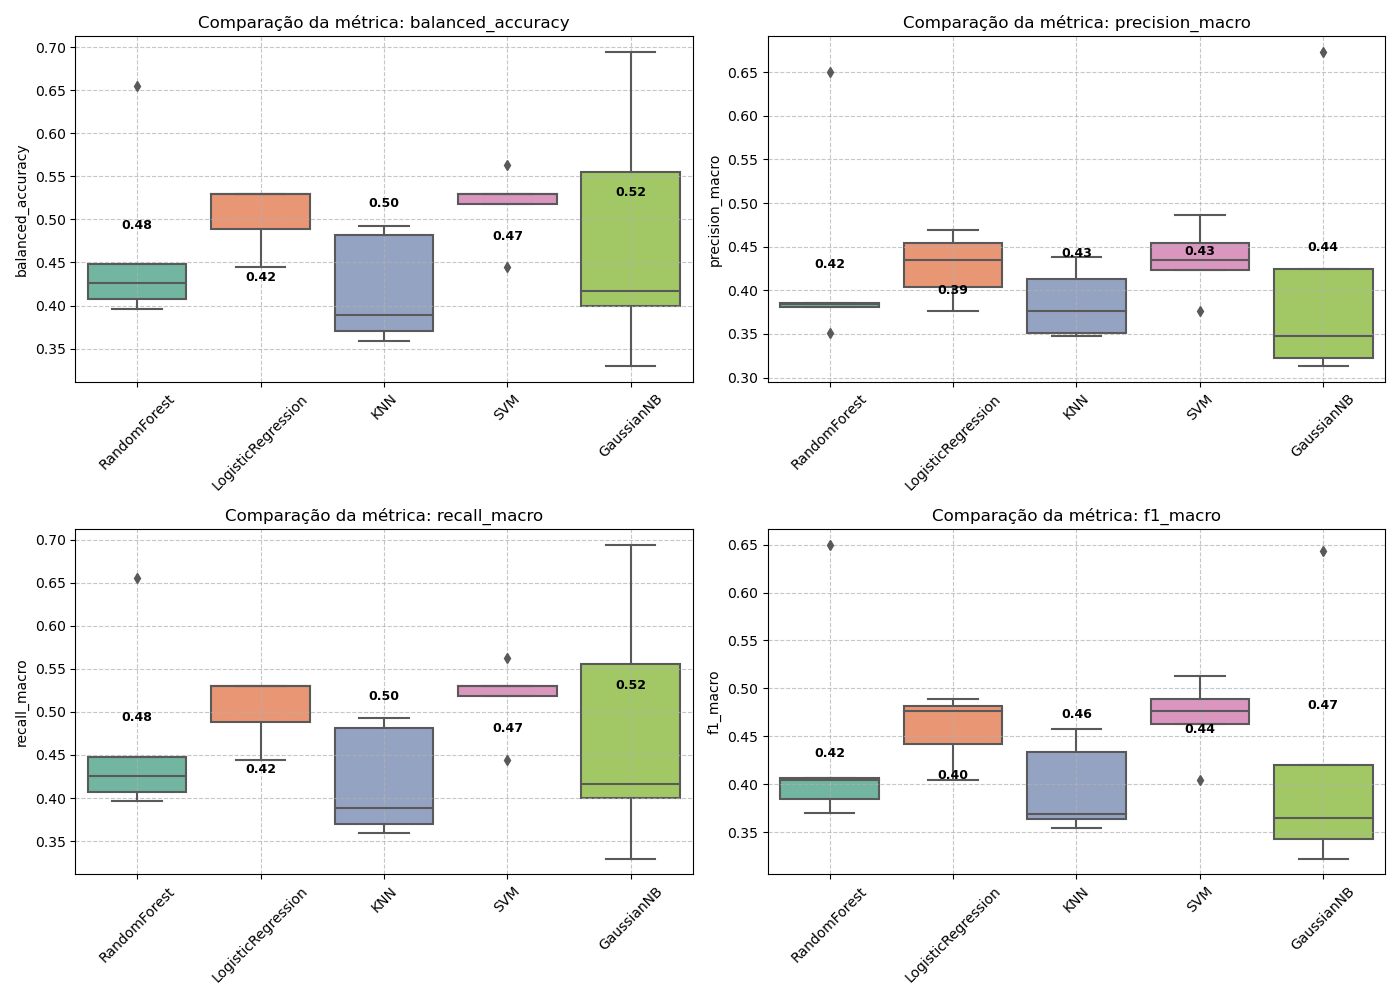 Comparação da métrica: balanced_accuracy
balanced_accuracy
0.70
0.65
0.60
0.55
0.50
0.45
0.40
0.35
0.48
0.42
0.50
0.47
0.52
RandomForest
LogisticRegression
KNN
SVM
GaussianNB
Comparação da métrica: precision_macro
precision_macro
0.65
0.60
0.55
0.50
0.45
0.40
0.35
0.30
0.42
0.39
0.43
0.43
0.44
RandomForest
LogisticRegression
KNN
SVM
GaussianNB
Comparação da métrica: recall_macro
recall_macro
0.70
0.65
0.60
0.55
0.50
0.45
0.40
0.35
0.48
0.42
0.50
0.47
0.52
RandomForest
LogisticRegression
KNN
SVM
GaussianNB
Comparação da métrica: f1_macro
f1_macro
0.65
0.60
0.55
0.50
0.45
0.40
0.35
0.42
0.40
0.46
0.44
0.47
RandomForest
LogisticRegression
KNN
SVM
GaussianNB